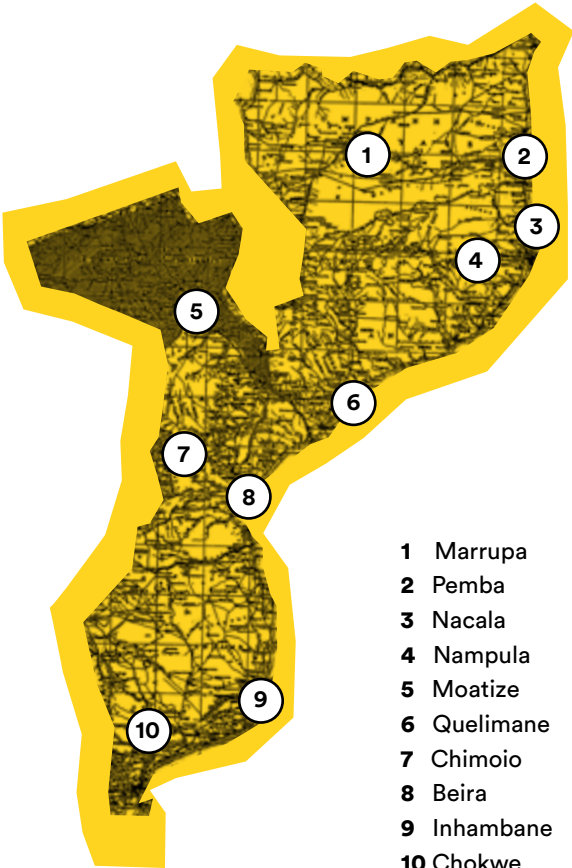 1
2
3
4
5
6
7
8
9
10
1 Marrupa
2 Pemba
3 Nacala
4 Nampula
5 Moatize
6 Quelimane
7 Chimoio
8 Beira
9 Inhambane
10 Chokwe